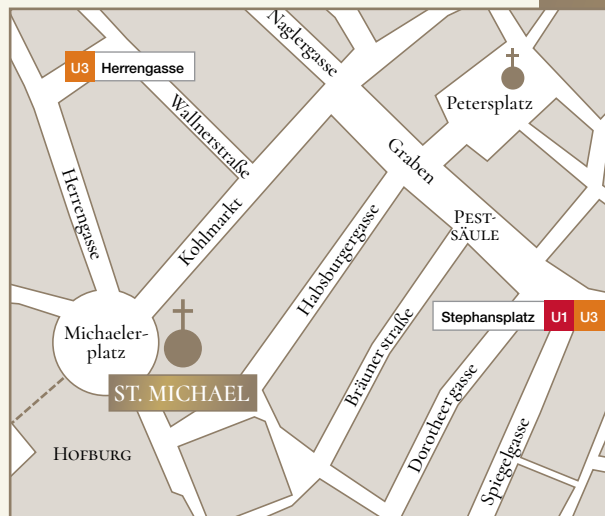 Naglergasse
U3 Herrengasse
Petersplatz
Wallnerstraße
Graben
Herrengasse
Kohlmarkt
Habsburgergasse
PEST-
SÄULE
Stephansplatz U1 U3
Michaeler-
platz
Bräunerstraße
ST. MICHAEL
Dorotheergasse
HOFBURG
Spiegelgasse